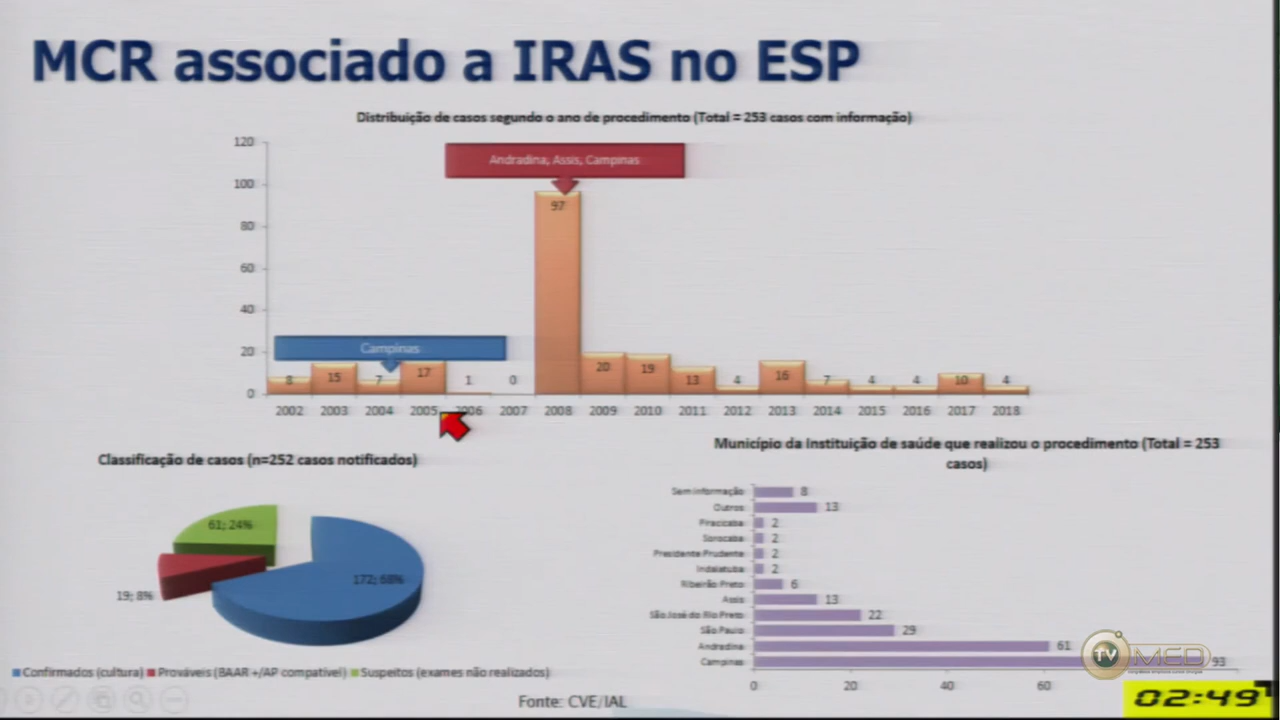 MCR associado a IRAS no ESP
Distribuição de casos segundo o ano de procedimento (Total = 253 casos com informação)
120
100
80
60
40
20
0
Andradina, Assis, Campinas
Campinas
8 15 7 17 1 0 97 20 19 13 4 16 7 4 4 10 4
2002 2003 2004 2005 2006 2007 2008 2009 2010 2011 2012 2013 2014 2015 2016 2017 2018
Classificação de casos (n=252 casos notificados)
61; 24%
172; 68%
19; 8%
Confirmados (cultura) Prováveis (BAAR +/AP compatível) Suspeitos (exames não realizados)
Município da Instituição de saúde que realizou o procedimento (Total = 253
casos)
Sem informação 8
Outros 13
Piracicaba 2
Sorocaba 2
Presidente Prudente 2
Indaiatuba 2
Ribeirão Preto 6
Assis 13
São José do Rio Preto 22
São Paulo 29
Andradina 61
Campinas 93
0 20 40 60
Fonte: CVE/IAL
TV MED
02:49